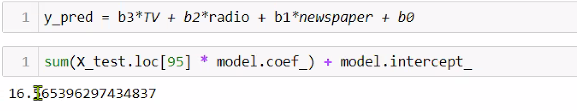 1 y_pred = b3*TV + b2*radio + b1*newspaper + b0
1 sum(X_test.loc[95] * model.coef_) + model.intercept_
16.365396297434837